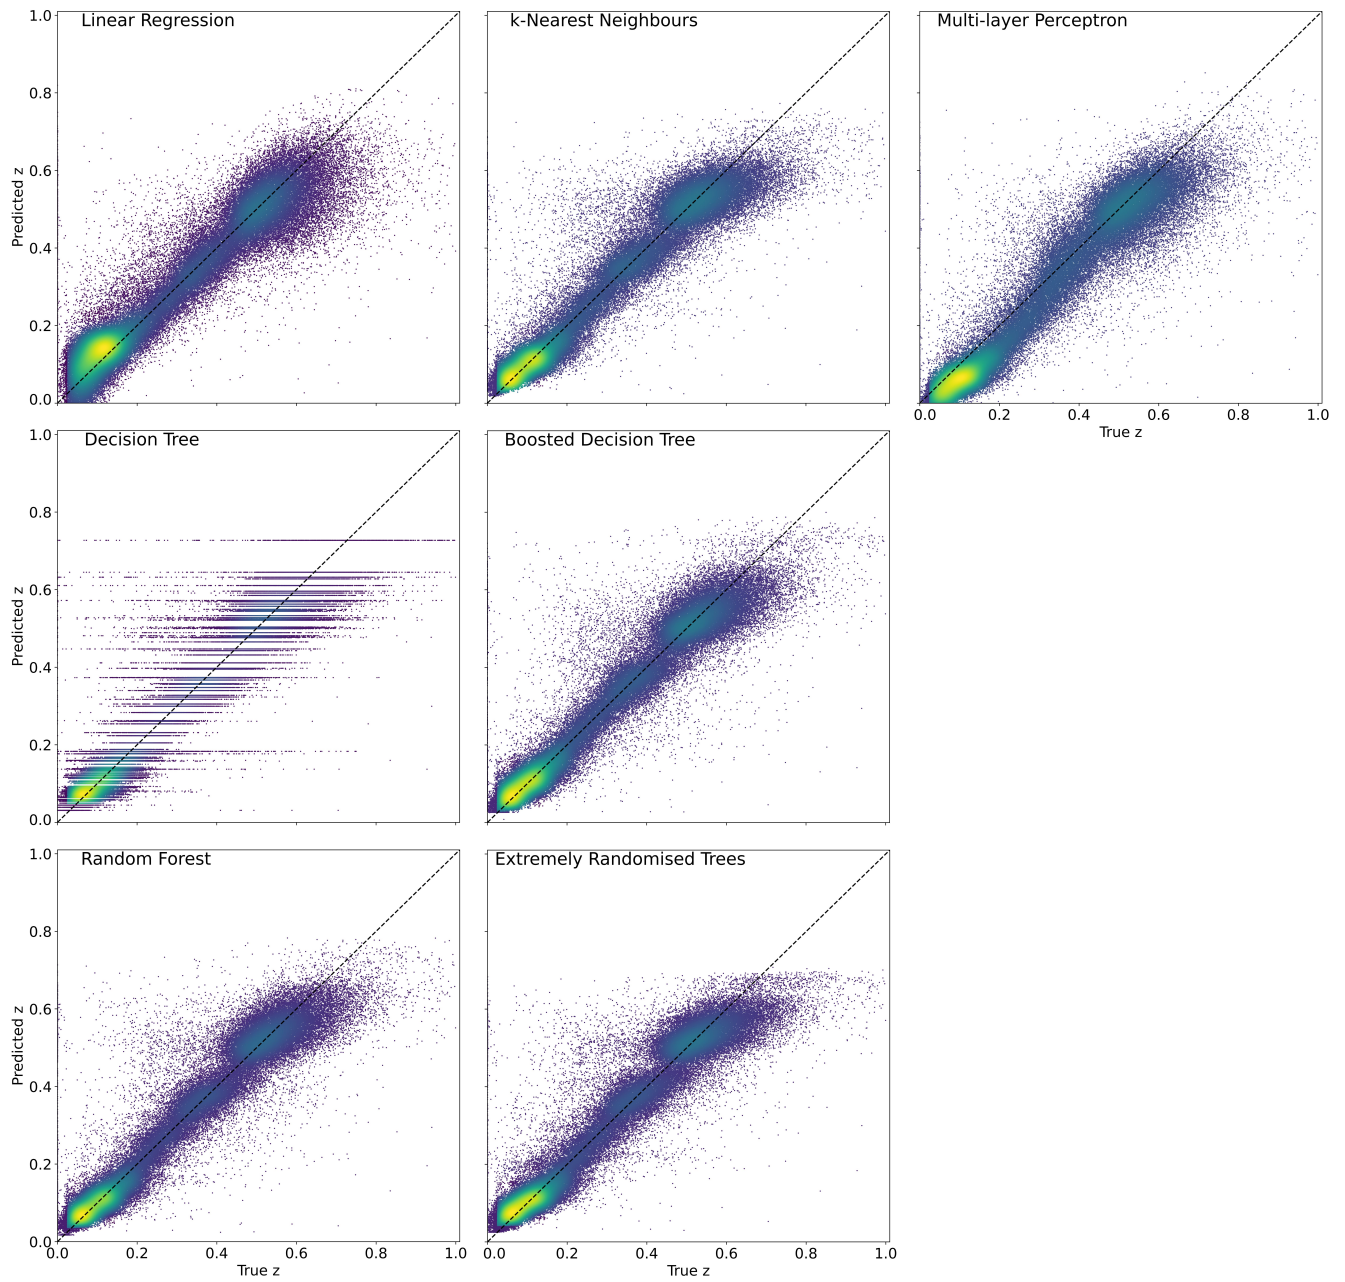 Linear Regression
1.0
0.8
0.6
0.4
0.2
0.0
Predicted z
k-Nearest Neighbours
Multi-layer Perceptron
0.0 0.2 0.4 0.6 0.8 1.0
True z
Decision Tree
1.0
0.8
0.6
0.4
0.2
0.0
Predicted z
Boosted Decision Tree
Random Forest
1.0
0.8
0.6
0.4
0.2
0.0
Predicted z
0.0 0.2 0.4 0.6 0.8 1.0
True z
Extremely Randomised Trees
0.0 0.2 0.4 0.6 0.8 1.0
True z